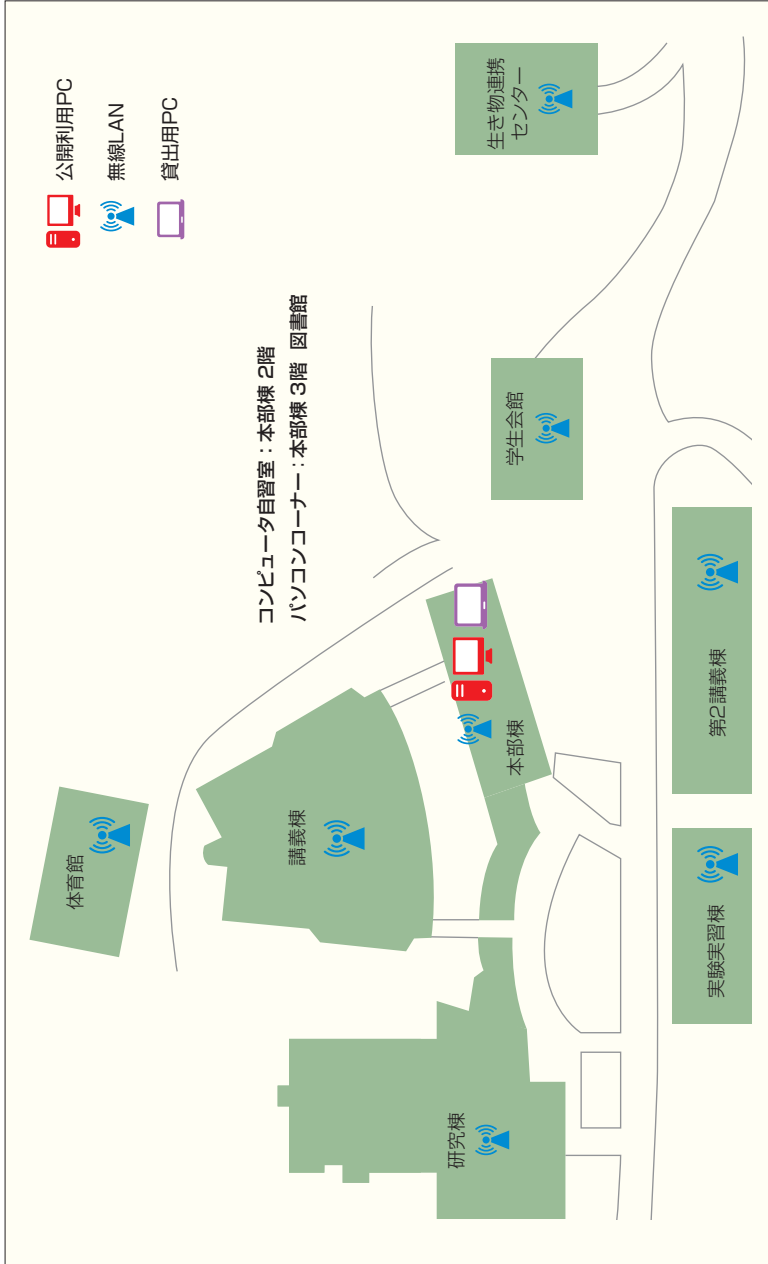 公開利用PC
無線LAN
貸出用PC
コンピュータ自習室：本部棟 2階
パソコンコーナー：本部棟 3階 図書館
体育館
講義棟
研究棟
本部棟
学生会館
生き物連携
センター
実験実習棟
第2講義棟